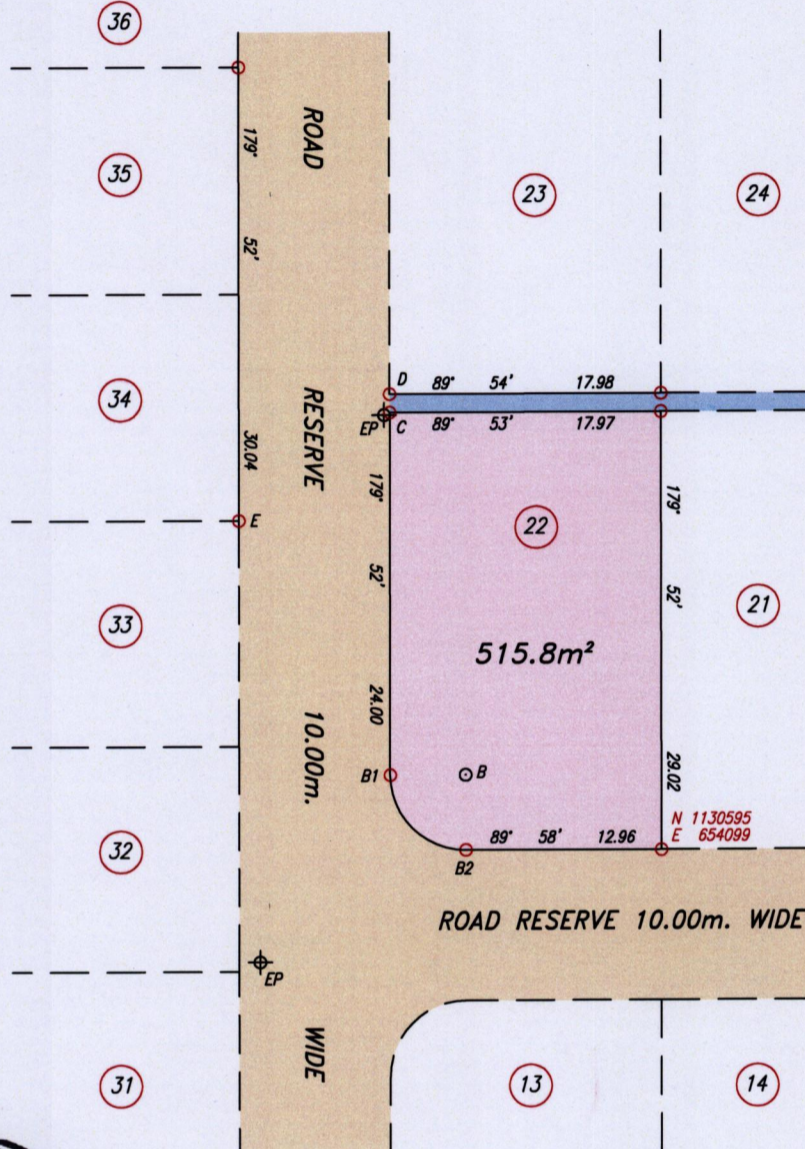 36
35
34
33
32
31
23
24
22
21
13
14
179° 52'
30.04
E
ROAD RESERVE 10.00m. WIDE
D 89° 54' 17.98
EP C 89° 53' 17.97
179° 52' 24.00
179° 52' 29.02
515.8m²
B1
B
89° 58' 12.96
B2
N 1130595
E 654099
ROAD RESERVE 10.00m. WIDE
EP